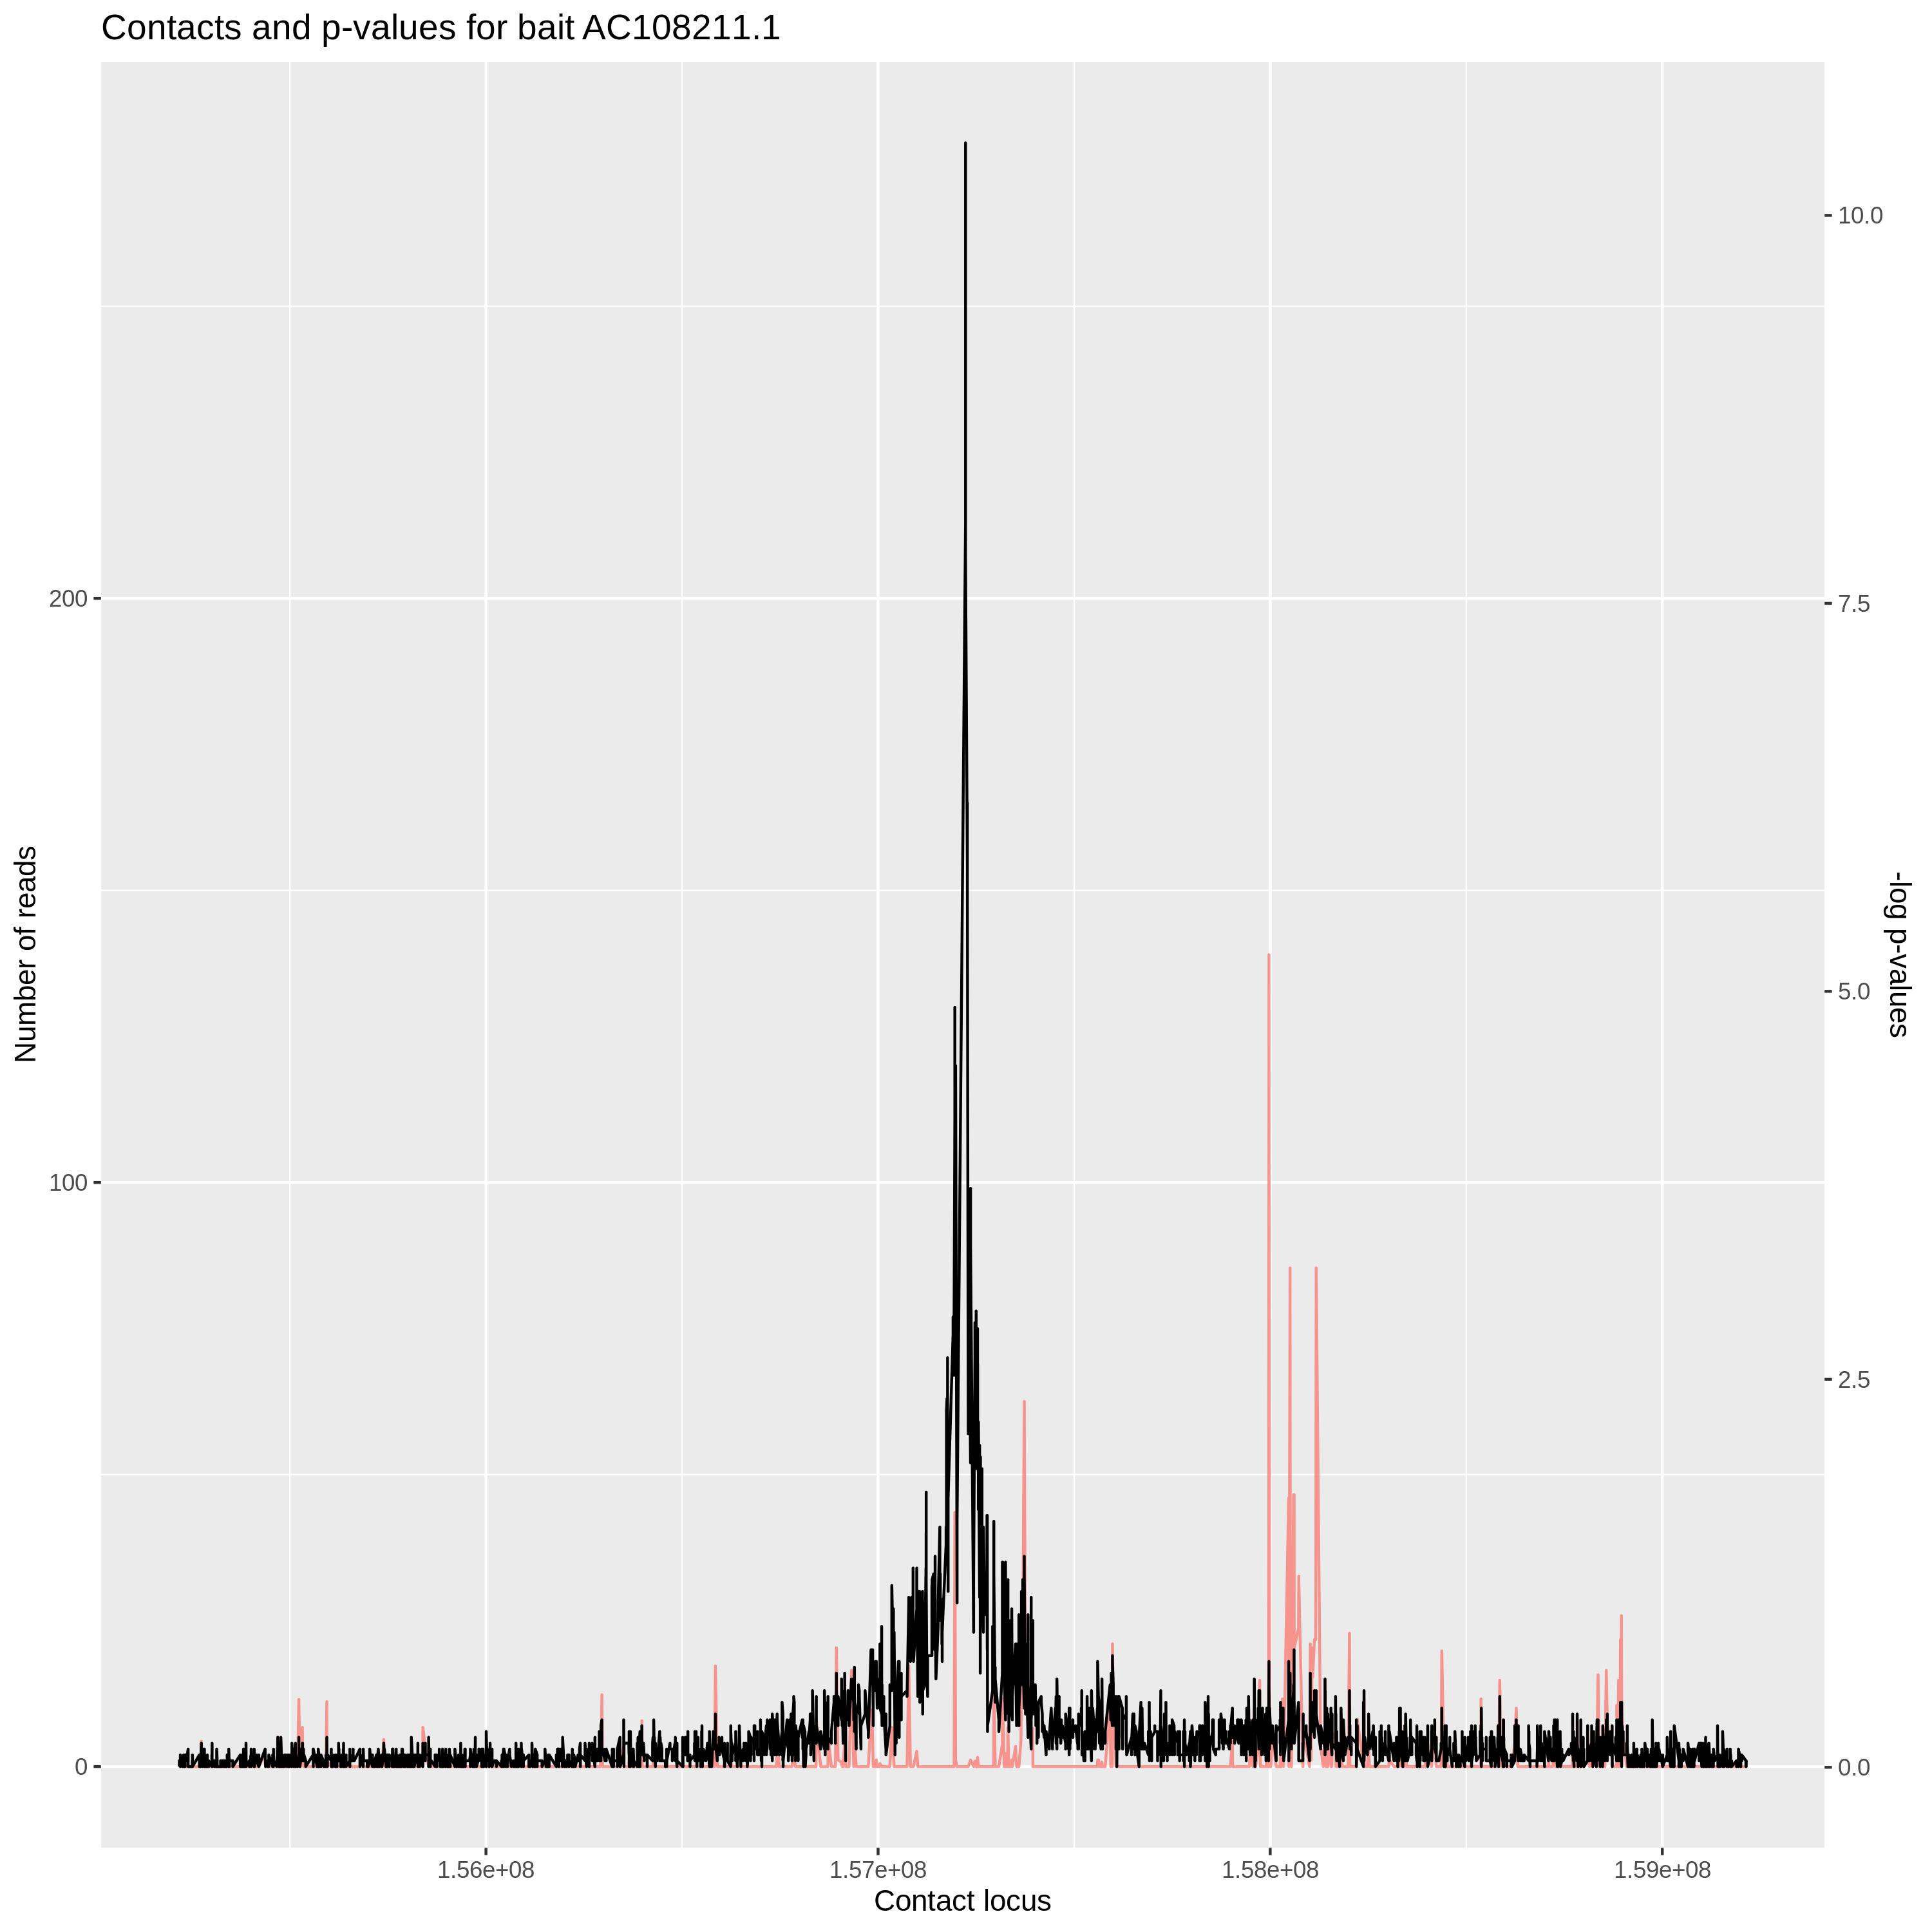 Contacts and p-values for bait AC108211.1
10.0
200
7.5
Number of reads
-log p-values
5.0
100
2.5
0
0.0
1.56e+08
1.57e+08
1.58e+08
1.59e+08
Contact locus